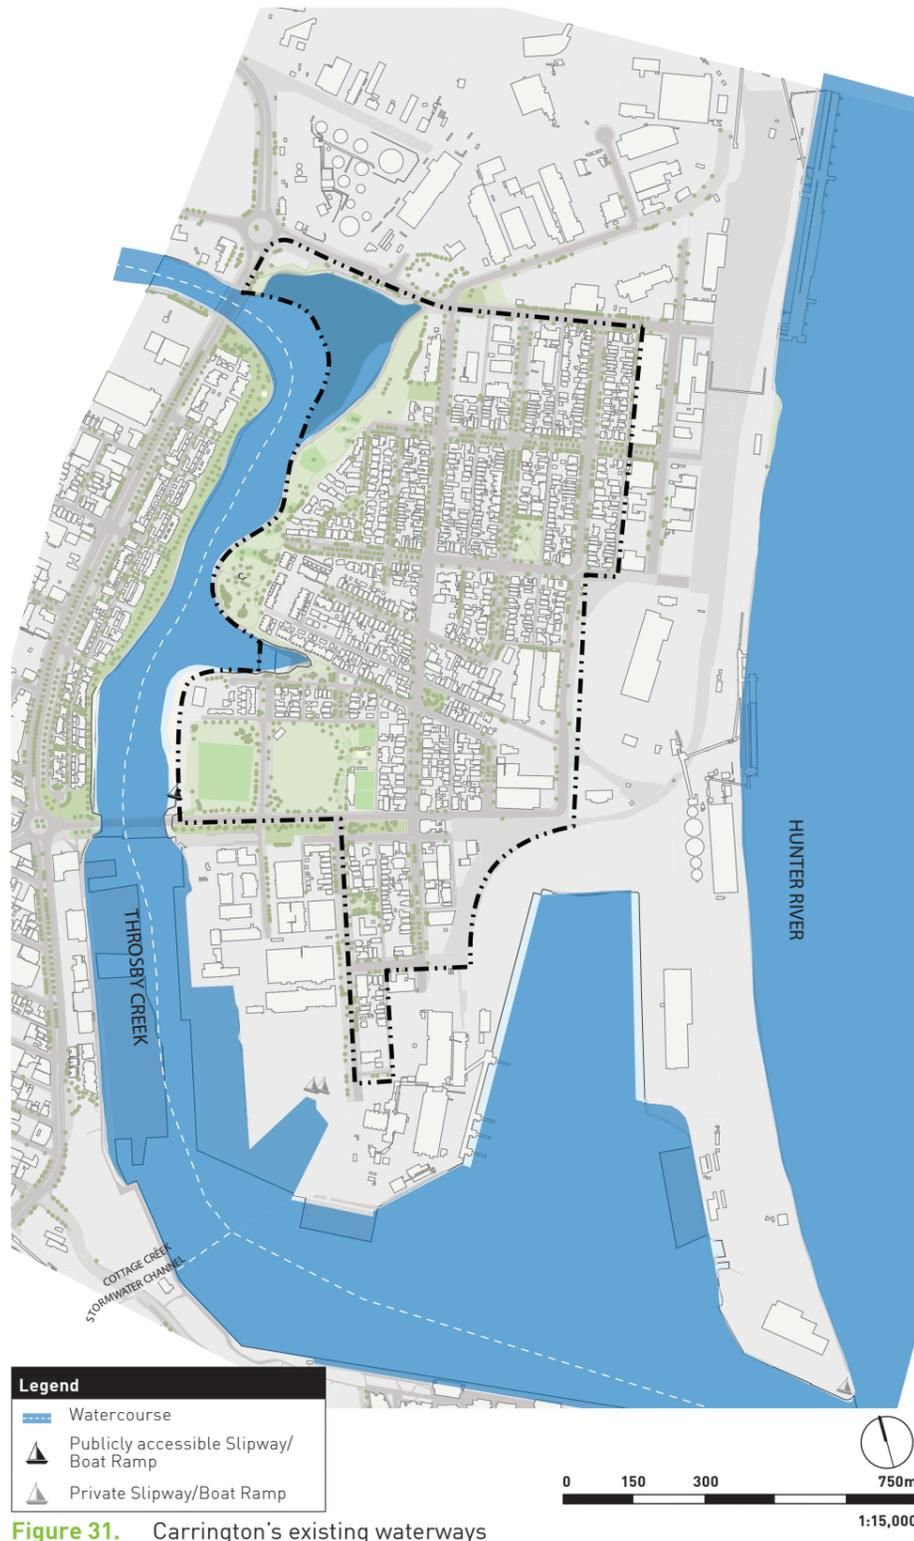 HUNTER RIVER
THROSBY CREEK
COTTAGE CREEK
STORMWATER CHANNEL
Legend
Watercourse
Publicly accessible Slipway/
Boat Ramp
Private Slipway/Boat Ramp
0 150 300 750m
1:15,000
Figure 31. Carrington's existing waterways